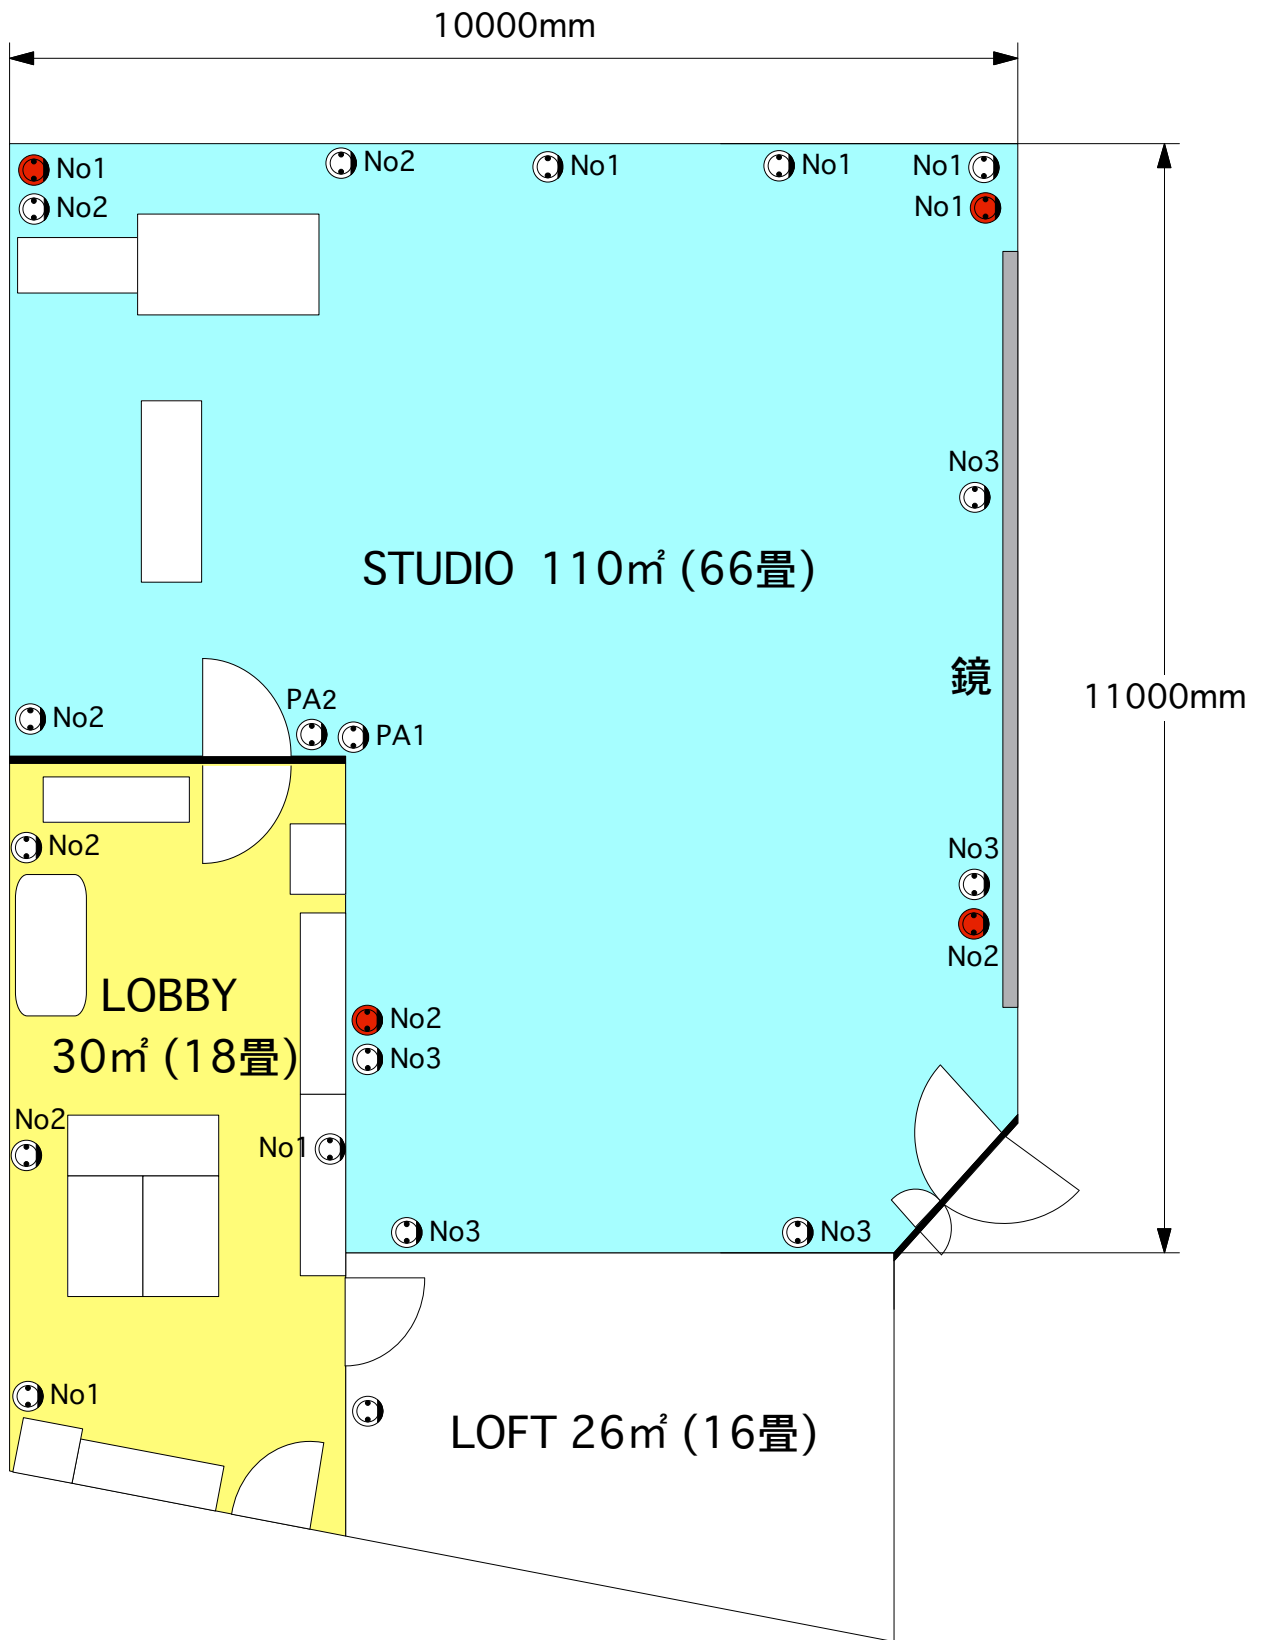 10000mm
No1
No2
No1
No1
No1
No2
No1
No3
STUDIO 110㎡ (66畳)
鏡
11000mm
PA2
No2
PA1
No2
No3
No2
LOBBY
30㎡ (18畳)
No2
No3
No2
No1
No3
No3
No1
LOFT 26㎡ (16畳)